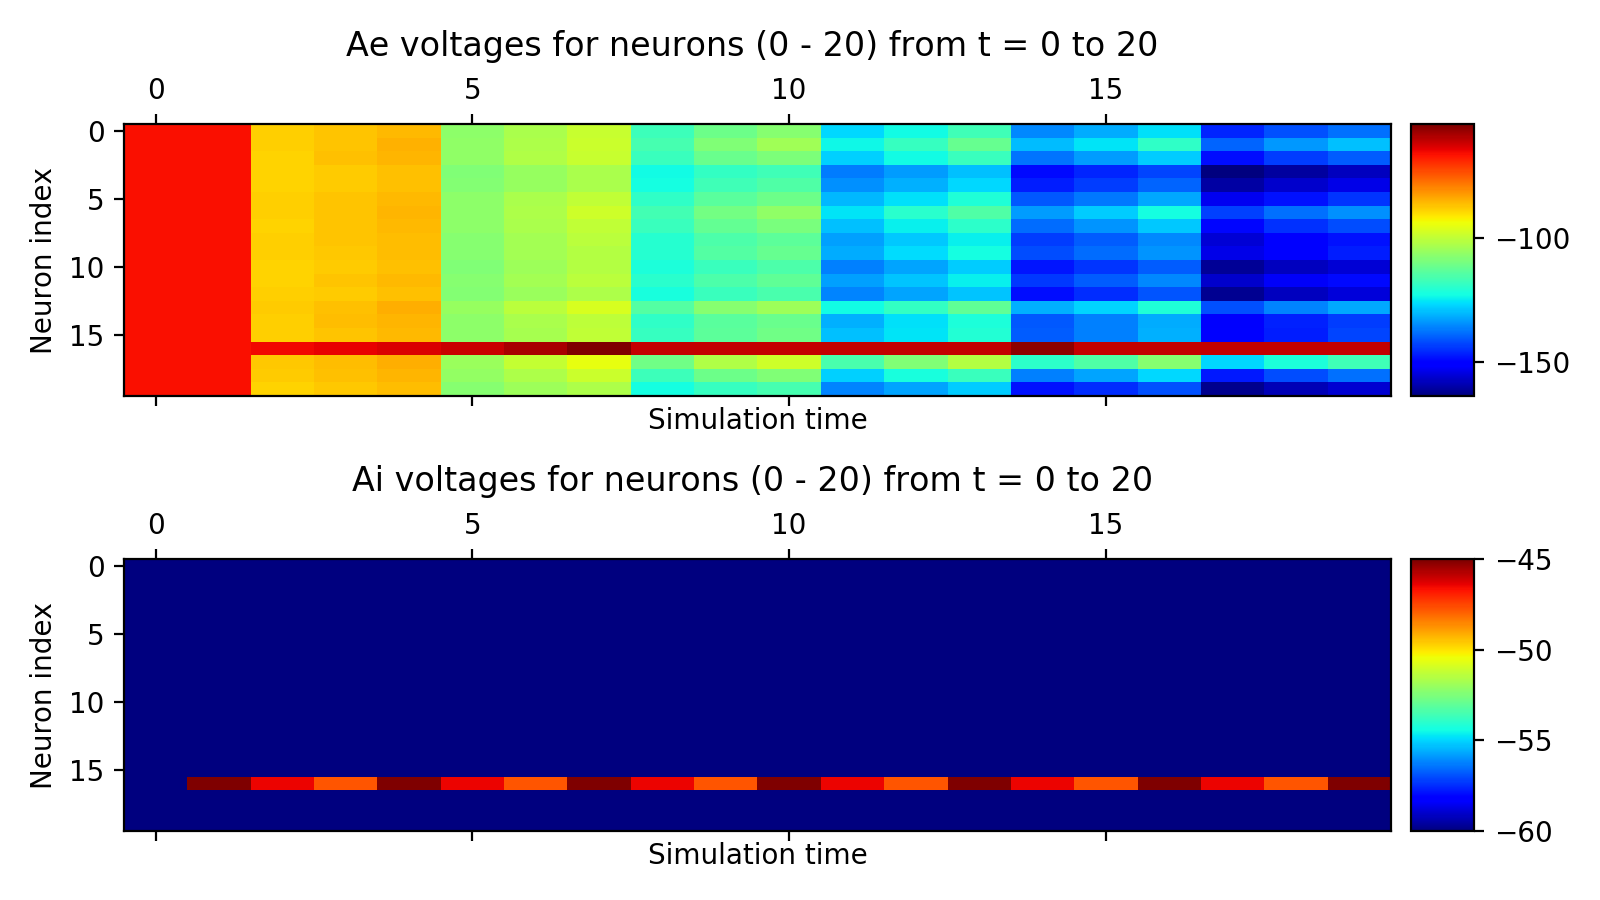 Ae voltages for neurons (0 - 20) from t = 0 to 20
0 5 10 15
Neuron index
0
5
10
15
−100
−150
Simulation time
Ai voltages for neurons (0 - 20) from t = 0 to 20
0 5 10 15
Neuron index
0
5
10
15
−45
−50
−55
−60
Simulation time